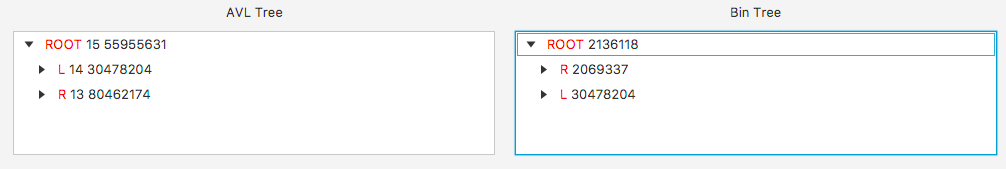 AVL Tree
ROOT 15 55955631
L 14 30478204
R 13 80462174
Bin Tree
ROOT 2136118
R 2069337
L 30478204